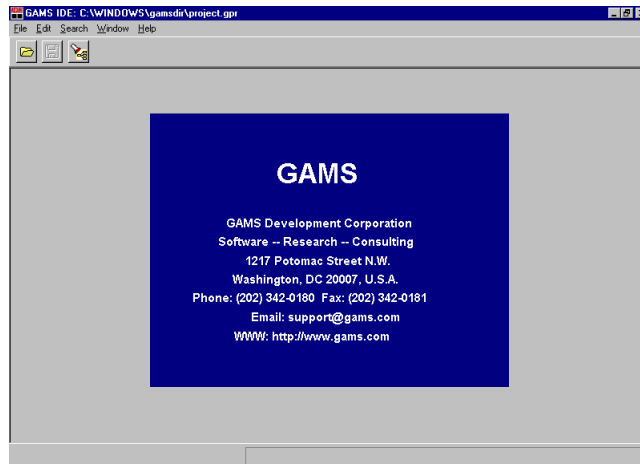 GAMS IDE: C:\WINDOWS\gamsdir\project.gpr
File Edit Search Window Help
GAMS
GAMS Development Corporation
Software -- Research -- Consulting
1217 Potomac Street N.W.
Washington, DC 20007, U.S.A.
Phone: (202) 342-0180 Fax: (202) 342-0181
Email: support@gams.com
WWW: http://www.gams.com